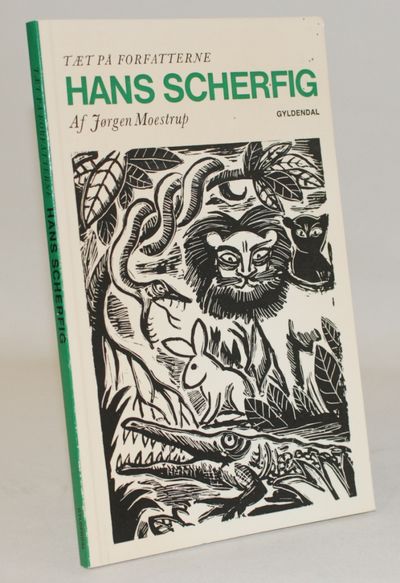 TÆT PÅ FORFATTERNE
HANS SCHERFIG
Af Jørgen Moestrup
GYLDENDAL
TÆT PÅ FORFATTERNE HANS SCHERFIG